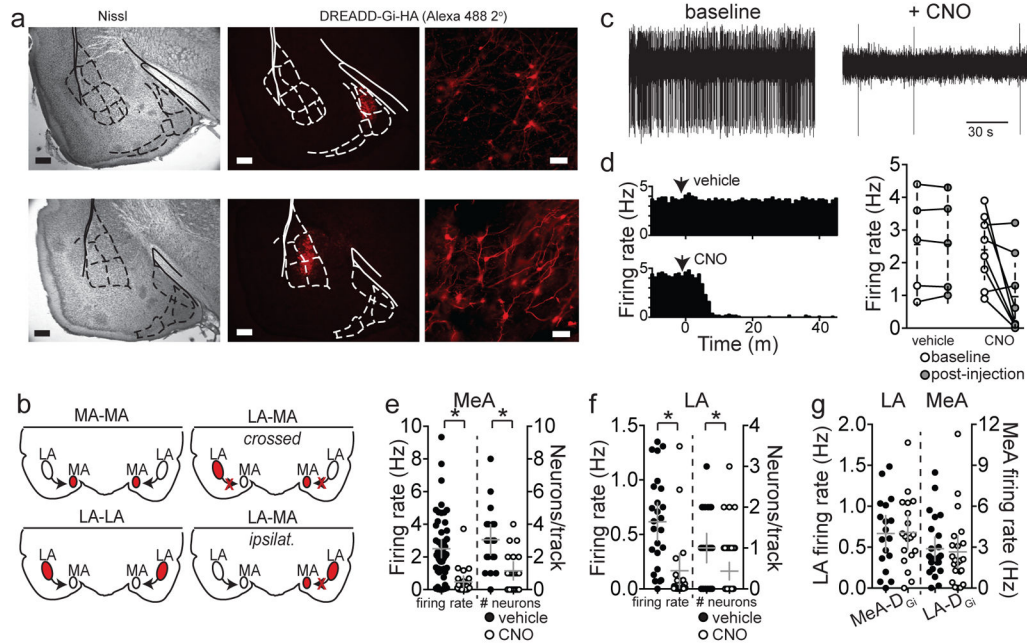 a
Nissl
DREADD-Gi-HA (Alexa 488 2º)
c
baseline
+ CNO
30 s
d
Firing rate (Hz)
5
0
vehicle
Firing rate (Hz)
5
0
CNO
0 20 40
Time (m)
Firing rate (Hz)
5
4
3
2
1
0
vehicle CNO
baseline
post-injection
b
MA-MA
LA MA MA LA
LA-MA
crossed
LA MA MA LA
LA-LA
LA MA MA LA
LA-MA
ipsilat.
LA MA MA LA
e
MeA
* *
Firing rate (Hz)
10
8
6
4
2
0
Neurons/track
10
8
6
4
2
0
firing rate # neurons
vehicle
CNO
f
LA
* *
Firing rate (Hz)
1.5
1.0
0.5
0.0
Neurons/track
4
3
2
1
0
firing rate # neurons
vehicle
CNO
g
LA MeA
LA firing rate (Hz)
2.0
1.5
1.0
0.5
0.0
MeA firing rate (Hz)
12
9
6
3
0
MeA-DGi LA-DGi